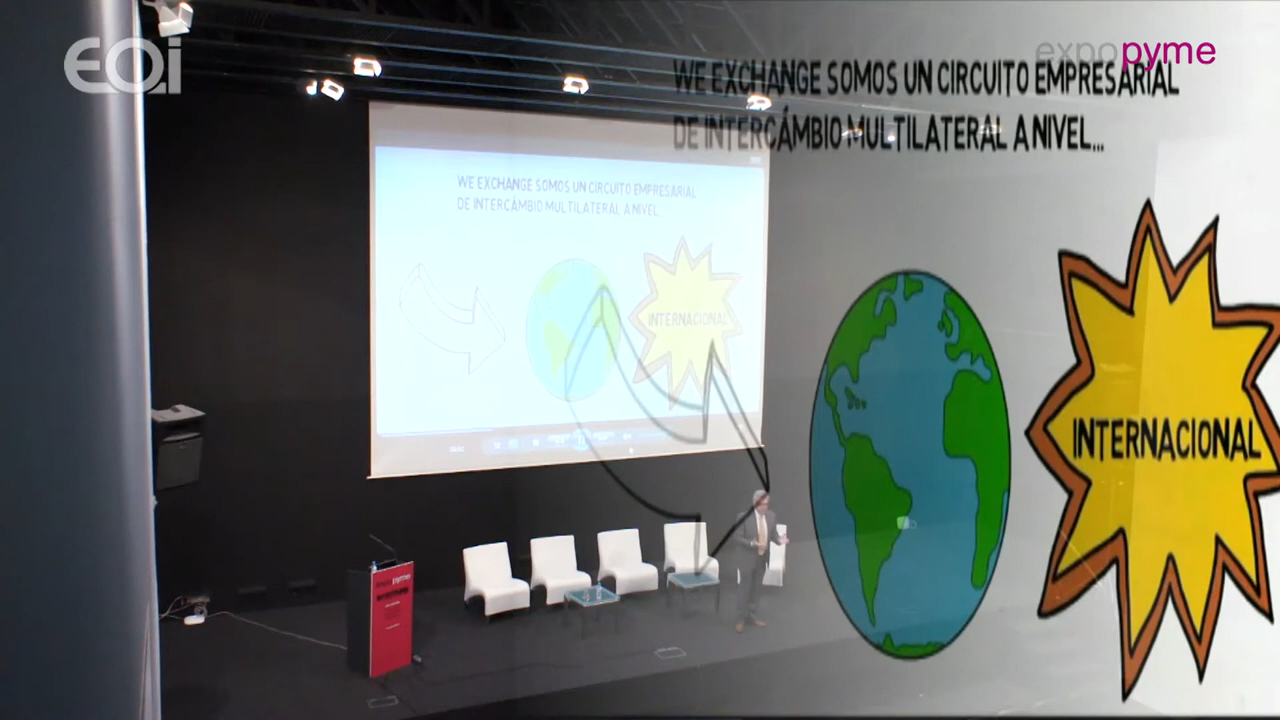 EOI
expopyme
WE EXCHANGE SOMOS UN CIRCUITO EMPRESARIAL
DE INTERCÁMBIO MULTILATERAL A NIVEL...
INTERNACIONAL
WE EXCHANGE SOMOS UN CIRCUITO EMPRESARIAL
DE INTERCÁMBIO MULTILATERAL A NIVEL...
INTERNACIONAL
expopyme